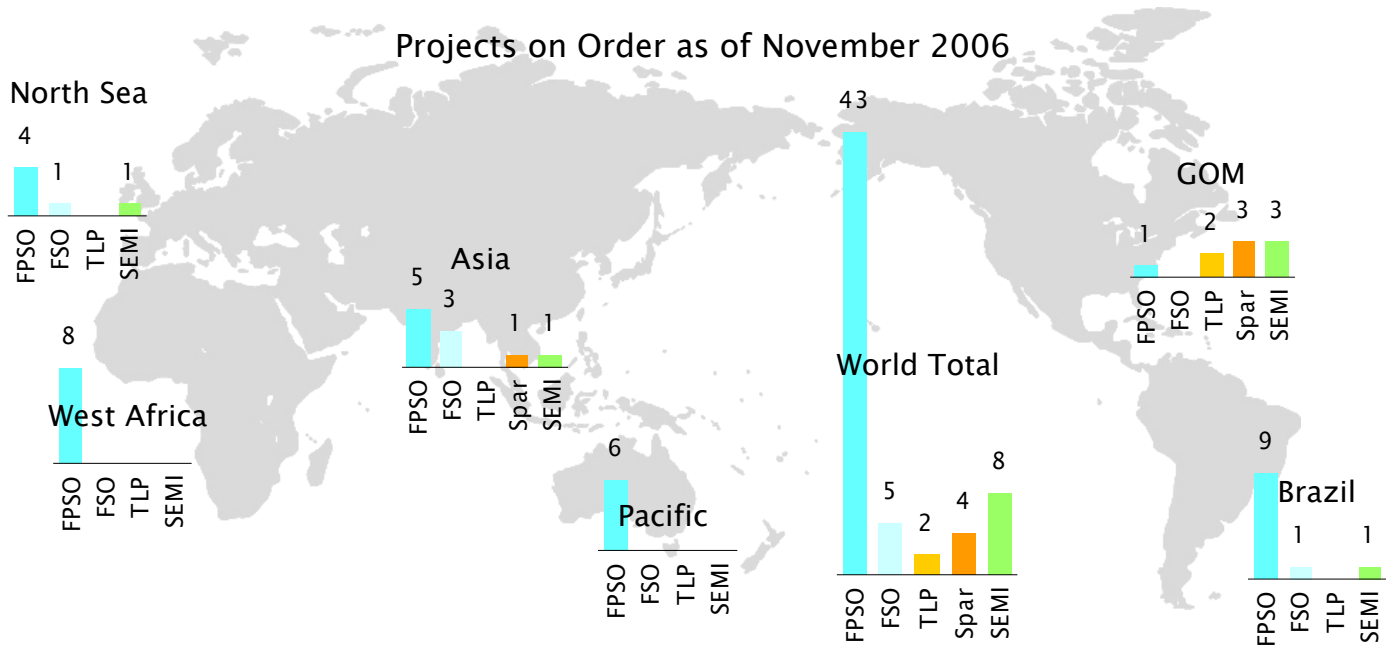 Projects on Order as of November 2006
North Sea
4
1
1
FPSO
FSO
TLP
SEMI
8
West Africa
FPSO
FSO
TLP
SEMI
Asia
5
3
1
1
FPSO
FSO
TLP
Spar
SEMI
6
Pacific
FPSO
FSO
TLP
SEMI
43
World Total
5
2
4
8
FPSO
FSO
TLP
Spar
SEMI
GOM
1
2
3
3
FPSO
FSO
TLP
Spar
SEMI
9
Brazil
1
1
FPSO
FSO
TLP
SEMI